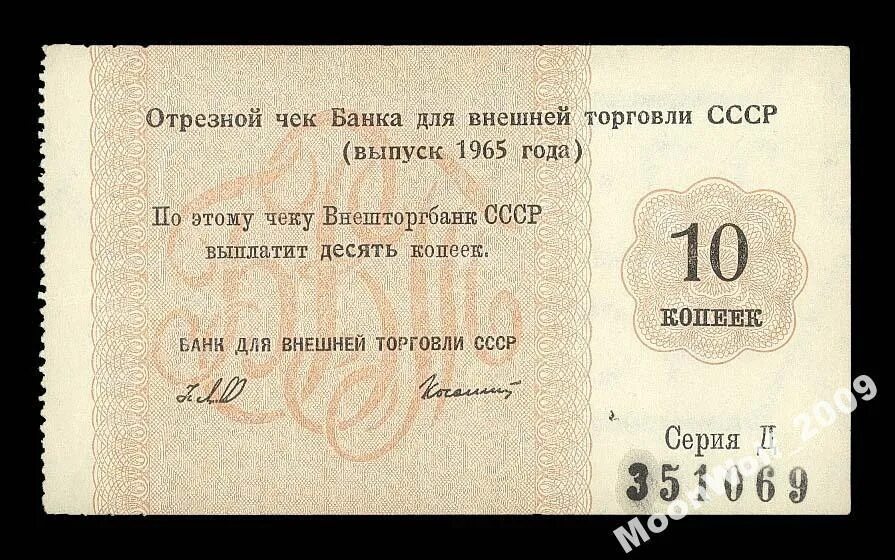 Отрезной чек Банка для внешней торговли СССР
(выпуск 1965 года)
По этому чеку Внешторгбанк СССР
выплатит десять копеек.
10
КОПЕЕК
БАНК ДЛЯ ВНЕШНЕЙ ТОРГОВЛИ СССР
Серия Д
351069